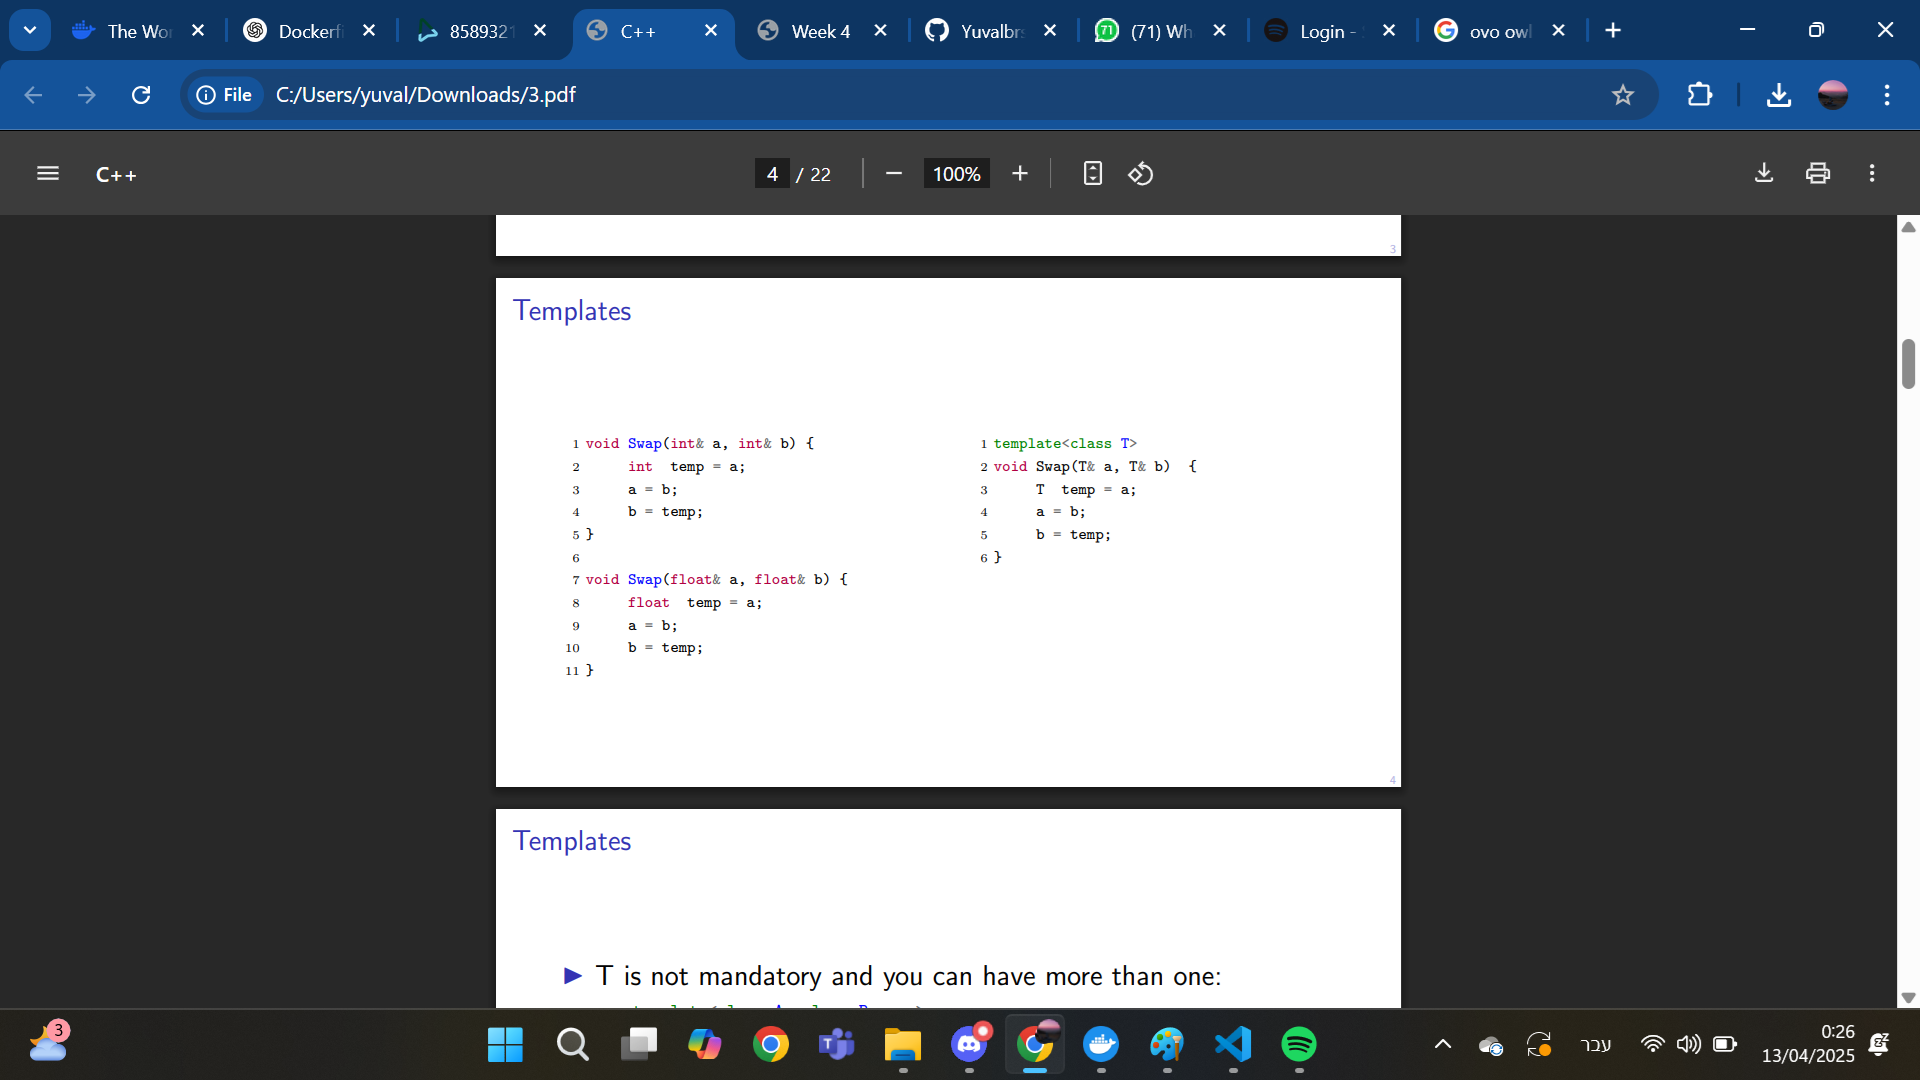 The Wor
Dockerfi
8589321
C++
Week 4
Yuvalbr
71
(71) Wh
Login -
ovo owl
File
C:/Users/yuval/Downloads/3.pdf
C++
4 / 22
100%
3
Templates
1 void Swap(int& a, int& b) {
2 int temp = a;
3 a = b;
4 b = temp;
5 }
6
7 void Swap(float& a, float& b) {
8 float temp = a;
9 a = b;
10 b = temp;
11 }
1 template<class T>
2 void Swap(T& a, T& b) {
3 T temp = a;
4 a = b;
5 b = temp;
6 }
4
Templates
▶ T is not mandatory and you can have more than one:
3
עבר
0:26
13/04/2025